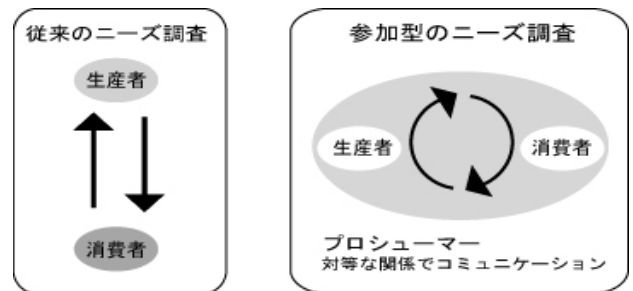 従来のニーズ調査
生産者
消費者
参加型のニーズ調査
生産者
消費者
プロシューマー
対等な関係でコミュニケーション